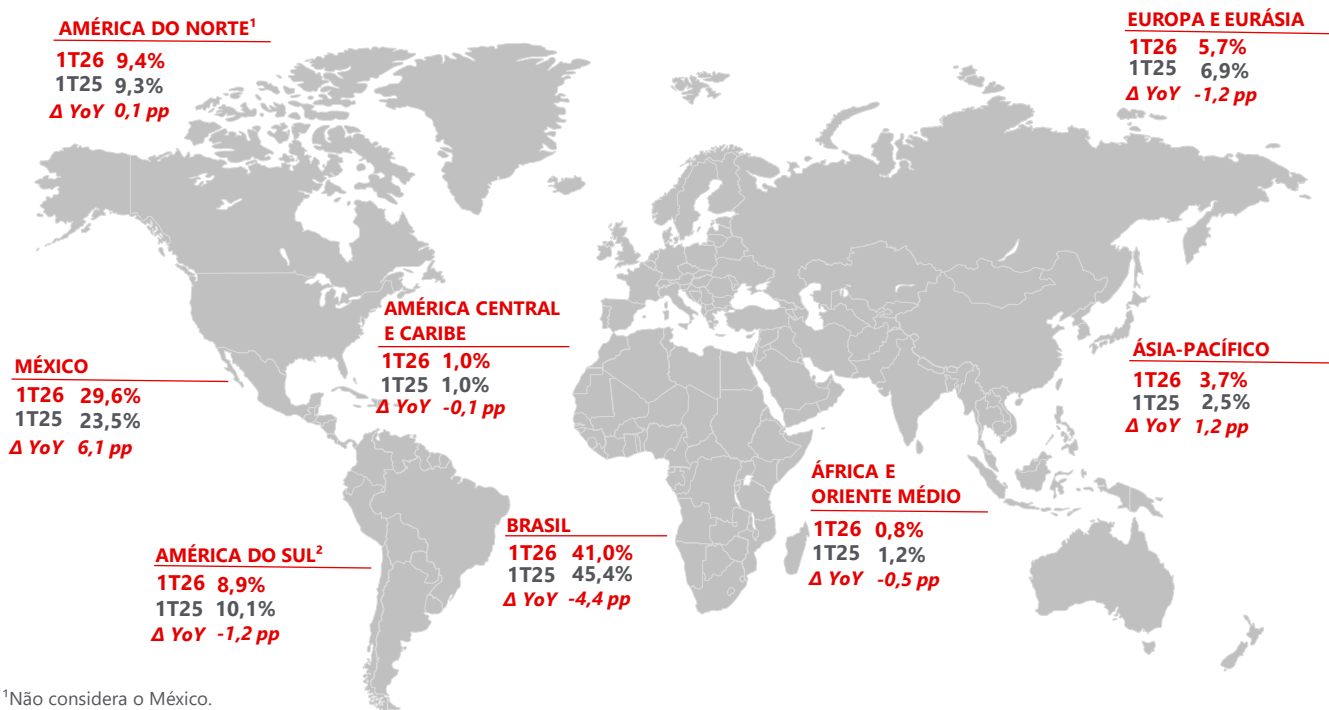 AMÉRICA DO NORTE¹
1T26 9,4%
1T25 9,3%
Δ YoY 0,1 pp
EUROPA E EURÁSIA
1T26 5,7%
1T25 6,9%
Δ YoY -1,2 pp
AMÉRICA CENTRAL
E CARIBE
1T26 1,0%
1T25 1,0%
Δ YoY -0,1 pp
MÉXICO
1T26 29,6%
1T25 23,5%
Δ YoY 6,1 pp
ÁSIA-PACÍFICO
1T26 3,7%
1T25 2,5%
Δ YoY 1,2 pp
ÁFRICA E
ORIENTE MÉDIO
1T26 0,8%
1T25 1,2%
Δ YoY -0,5 pp
BRASIL
1T26 41,0%
1T25 45,4%
Δ YoY -4,4 pp
AMÉRICA DO SUL²
1T26 8,9%
1T25 10,1%
Δ YoY -1,2 pp
¹Não considera o México.